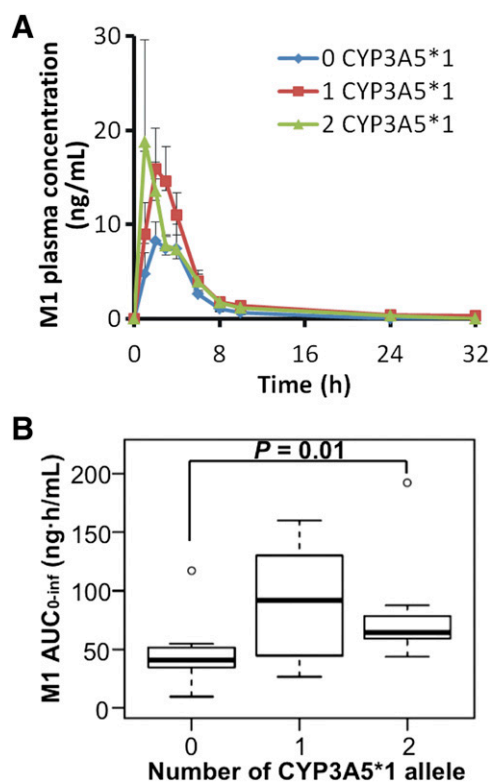 A
M1 plasma concentration
(ng/mL)
30
20
10
0
0 CYP3A5*1
1 CYP3A5*1
2 CYP3A5*1
0 8 16 24 32
Time (h)
B
M1 AUC0-inf (ng·h/mL)
200
150
100
50
0
P = 0.01
0 1 2
Number of CYP3A5*1 allele